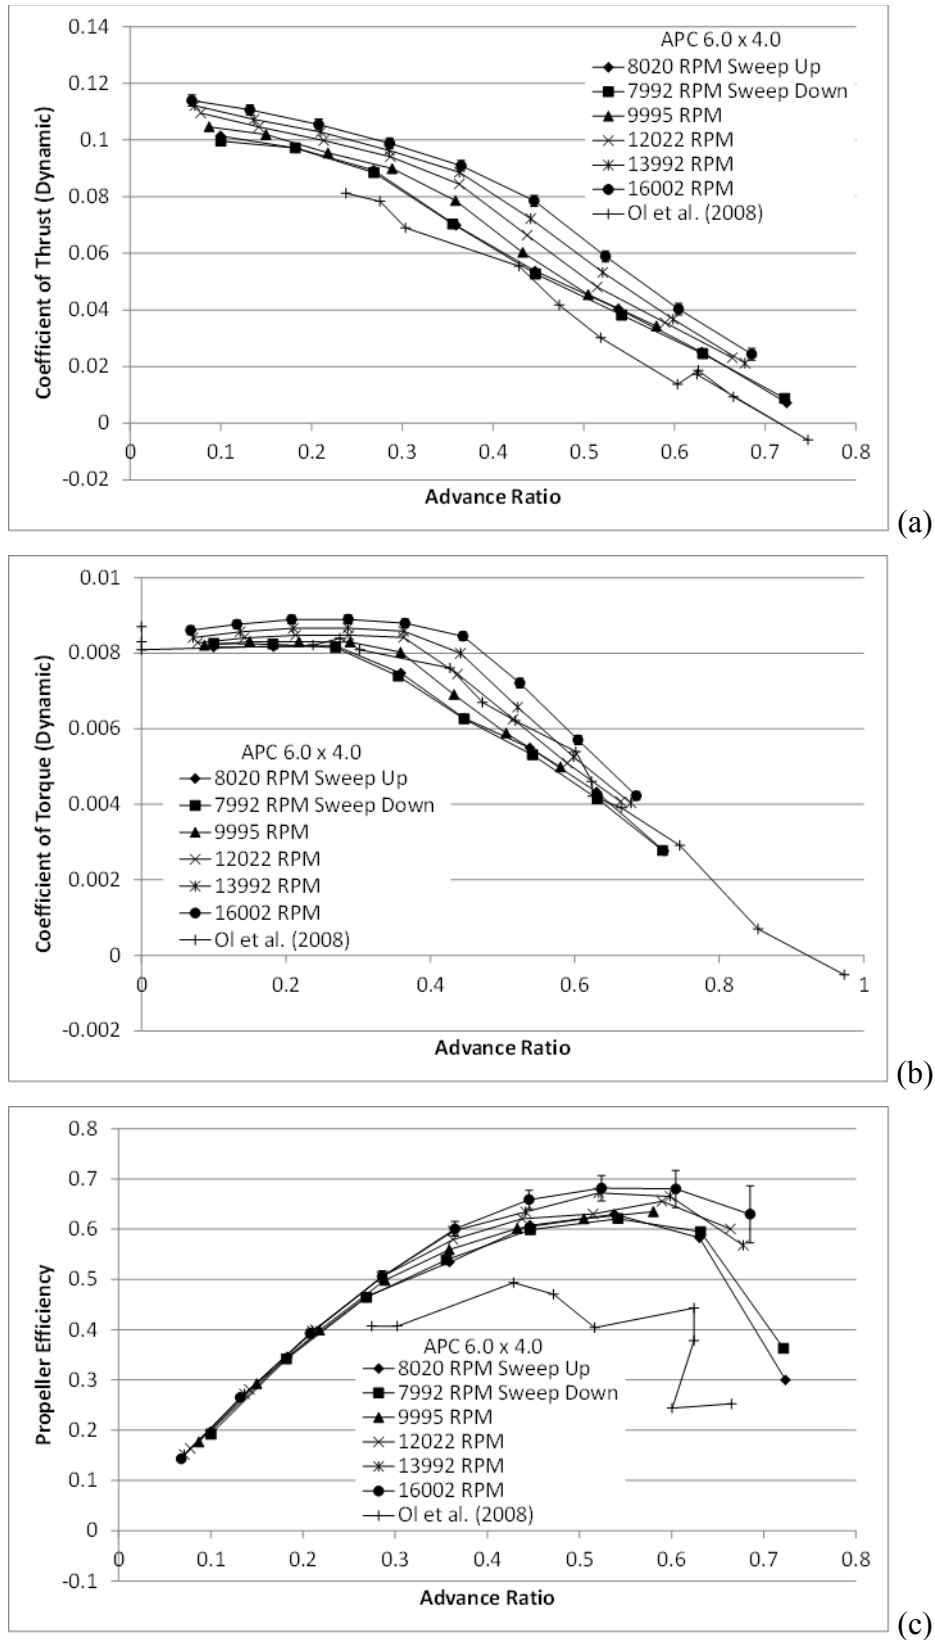 0.14
0.12
0.1
0.08
0.06
0.04
0.02
0
-0.02
0
0.1
0.2
0.3
0.4
0.5
0.6
0.7
0.8
Coefficient of Thrust (Dynamic)
Advance Ratio
APC 6.0 x 4.0
8020 RPM Sweep Up
7992 RPM Sweep Down
9995 RPM
12022 RPM
13992 RPM
16002 RPM
Ol et al. (2008)
(a)
0.01
0.008
0.006
0.004
0.002
0
-0.002
0
0.2
0.4
0.6
0.8
1
Coefficient of Torque (Dynamic)
Advance Ratio
APC 6.0 x 4.0
8020 RPM Sweep Up
7992 RPM Sweep Down
9995 RPM
12022 RPM
13992 RPM
16002 RPM
Ol et al. (2008)
(b)
0.8
0.7
0.6
0.5
0.4
0.3
0.2
0.1
0
-0.1
0
0.1
0.2
0.3
0.4
0.5
0.6
0.7
0.8
Propeller Efficiency
Advance Ratio
APC 6.0 x 4.0
8020 RPM Sweep Up
7992 RPM Sweep Down
9995 RPM
12022 RPM
13992 RPM
16002 RPM
Ol et al. (2008)
(c)